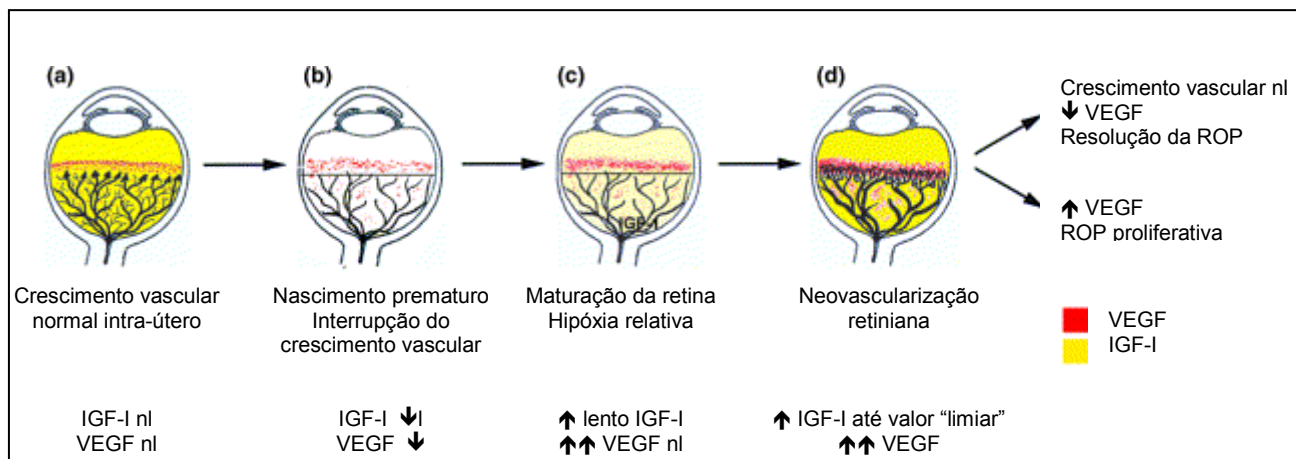 (a)
(b)
(c)
(d)
IGF-I
Crescimento vascular nl
↓ VEGF
Resolução da ROP
↑ VEGF
ROP proliferativa
Crescimento vascular
normal intra-útero
Nascimento prematuro
Interrupção do
crescimento vascular
Maturação da retina
Hipóxia relativa
Neovascularização
retiniana
VEGF
IGF-I
IGF-I nl
VEGF nl
IGF-I ↓l
VEGF ↓
↑ lento IGF-I
↑↑ VEGF nl
↑ IGF-I até valor “limiar”
↑↑ VEGF